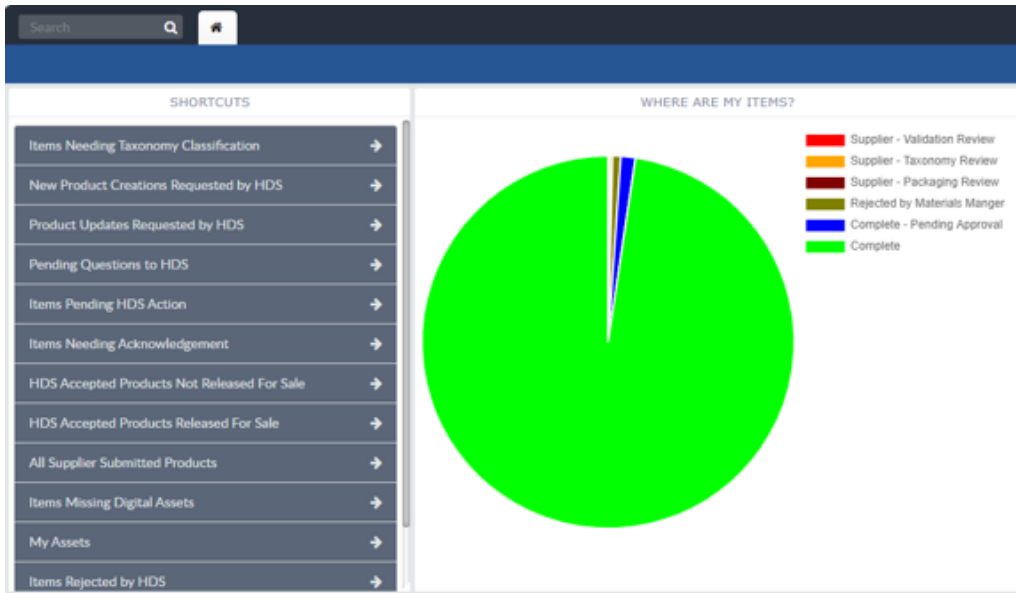 Search
SHORTCUTS
Items Needing Taxonomy Classification
New Product Creations Requested by HDS
Product Updates Requested by HDS
Pending Questions to HDS
Items Pending HDS Action
Items Needing Acknowledgement
HDS Accepted Products Not Released For Sale
HDS Accepted Products Released For Sale
All Supplier Submitted Products
Items Missing Digital Assets
My Assets
Items Rejected by HDS
WHERE ARE MY ITEMS?
Supplier - Validation Review
Supplier - Taxonomy Review
Supplier - Packaging Review
Rejected by Materials Manger
Complete - Pending Approval
Complete